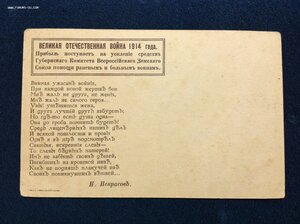 www.forums-su.com
ВЕЛИКАЯ ОТЕЧЕСТВЕННАЯ ВОЙНА 1914 года.
Прибыль поступаетъ на усиленіе средствъ
Губернскаго Комитета Всероссійскаго Земскаго
Союза помощи раненымъ и больнымъ воинамъ.
Внимая ужасамъ войны,
При каждой новой жертвѣ боя
Мнѣ жаль не друга, не жены,
Мнѣ жаль не самого героя...
Увы! утѣшится жена,
И друга лучшій другъ забудетъ;
Но гдѣ-то есть душа одна—
Она до гроба помнить будетъ!
Средь лицемѣрныхъ нашихъ дѣлъ
И всякой пошлости и прозы
Однѣ я въ мірѣ подсмотрѣлъ
Святыя, искреннія слезы—
То слезы бѣдныхъ матерей!
Имъ не забыть своихъ дѣтей,
Погибшихъ на кровавой нивѣ,
Какъ не поднять плакучей ивѣ
Своихъ поникнувшихъ вѣтвей...
Н. Некрасовъ.